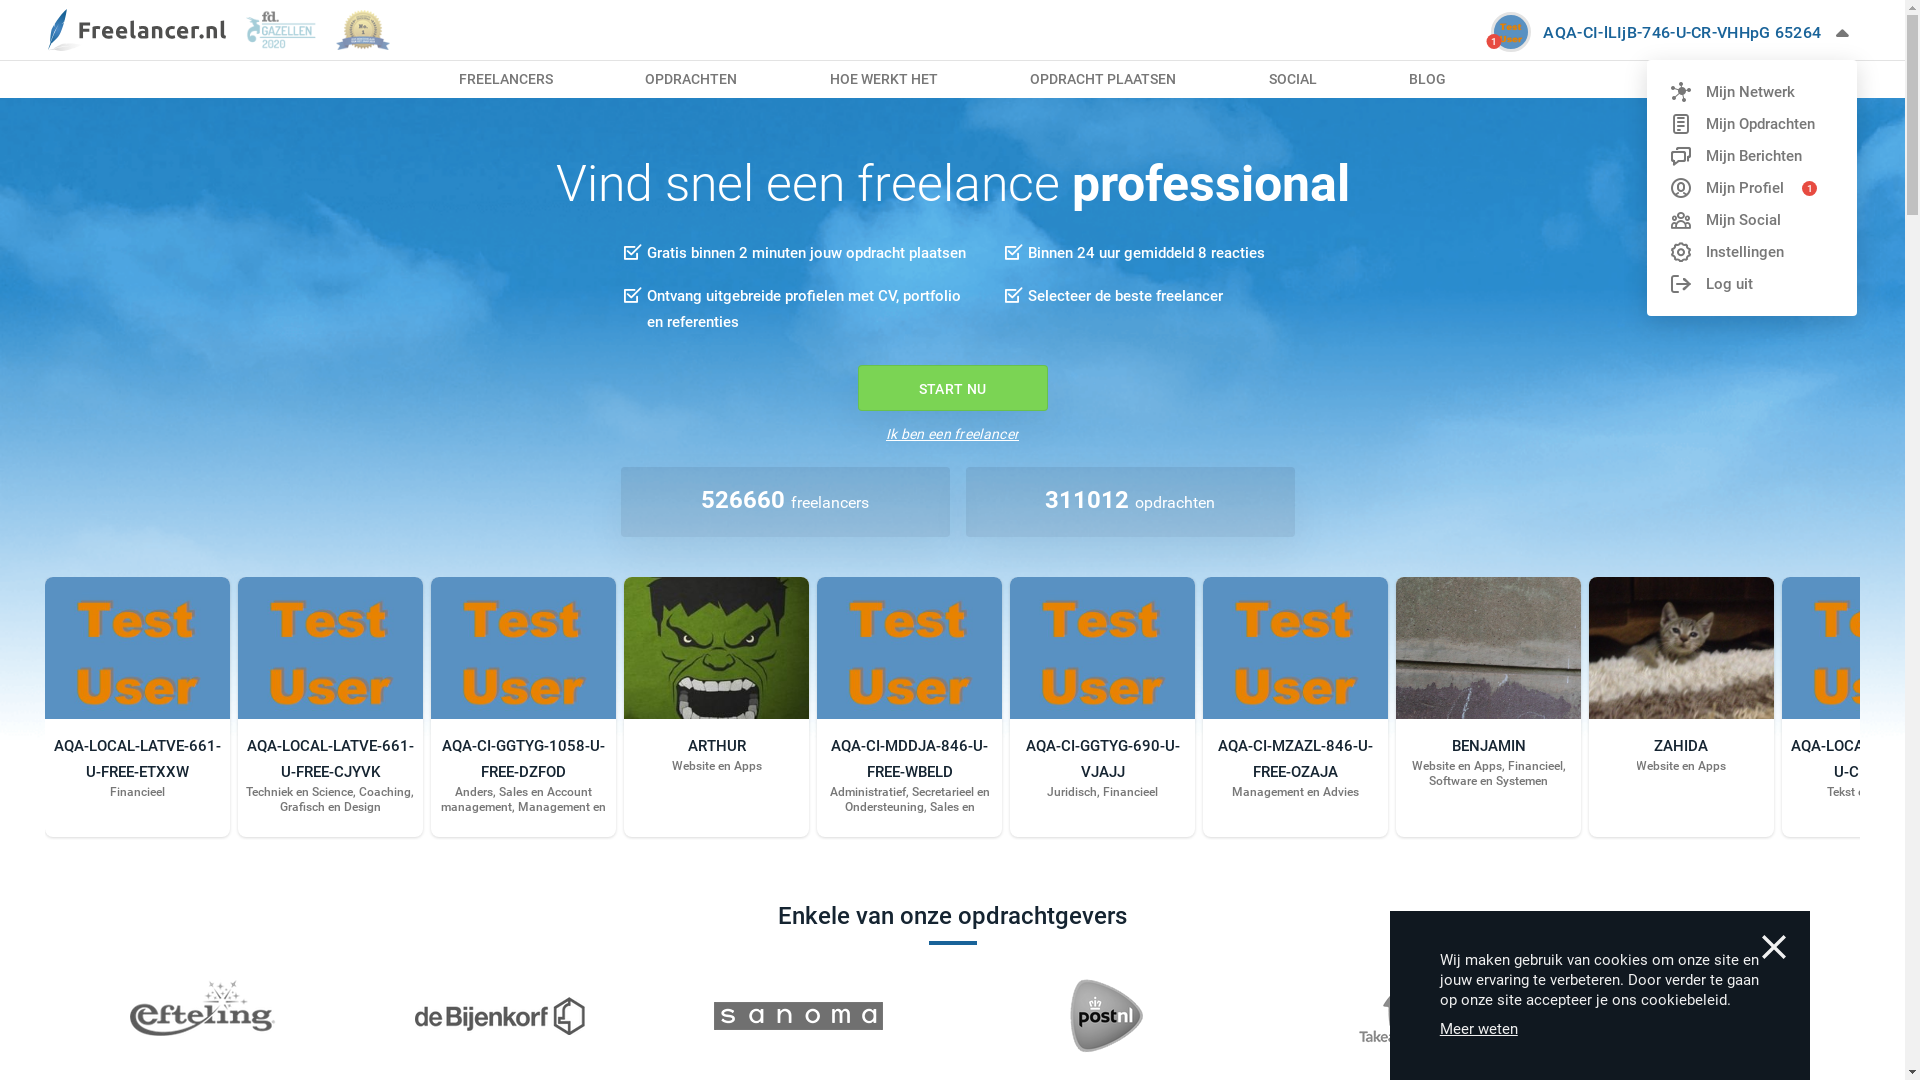 Freelancer.nl
fd.
GAZELLEN
2020
No.
1
1
AQA-CI-lLIjB-746-U-CR-VHHpG 65264
FREELANCERS
OPDRACHTEN
HOE WERKT HET
OPDRACHT PLAATSEN
SOCIAL
BLOG
Mijn Netwerk
Mijn Opdrachten
Mijn Berichten
Mijn Profiel 1
Mijn Social
Instellingen
Log uit
Vind snel een freelance professional
Gratis binnen 2 minuten jouw opdracht plaatsen
Binnen 24 uur gemiddeld 8 reacties
Ontvang uitgebreide profielen met CV, portfolio
en referenties
Selecteer de beste freelancer
START NU
Ik ben een freelancer
526660 freelancers
311012 opdrachten
Test
User
AQA-LOCAL-LATVE-661-
U-FREE-ETXXW
Financieel
Test
User
AQA-LOCAL-LATVE-661-
U-FREE-CJYVK
Techniek en Science, Coaching,
Grafisch en Design
Test
User
AQA-CI-GGTYG-1058-U-
FREE-DZFOD
Anders, Sales en Account
management, Management en
ARTHUR
Website en Apps
Test
User
AQA-CI-MDDJA-846-U-
FREE-WBELD
Administratief, Secretarieel en
Ondersteuning, Sales en
Test
User
AQA-CI-GGTYG-690-U-
VJAJJ
Juridisch, Financieel
Test
User
AQA-CI-MZAZL-846-U-
FREE-OZAJA
Management en Advies
BENJAMIN
Website en Apps, Financieel,
Software en Systemen
ZAHIDA
Website en Apps
AQA-LOCA
U-C
Tekst
Enkele van onze opdrachtgevers
efteling
de Bijenkorf
sanoma
postnl
Takea
Wij maken gebruik van cookies om onze site en
jouw ervaring te verbeteren. Door verder te gaan
op onze site accepteer je ons cookiebeleid.
Meer weten